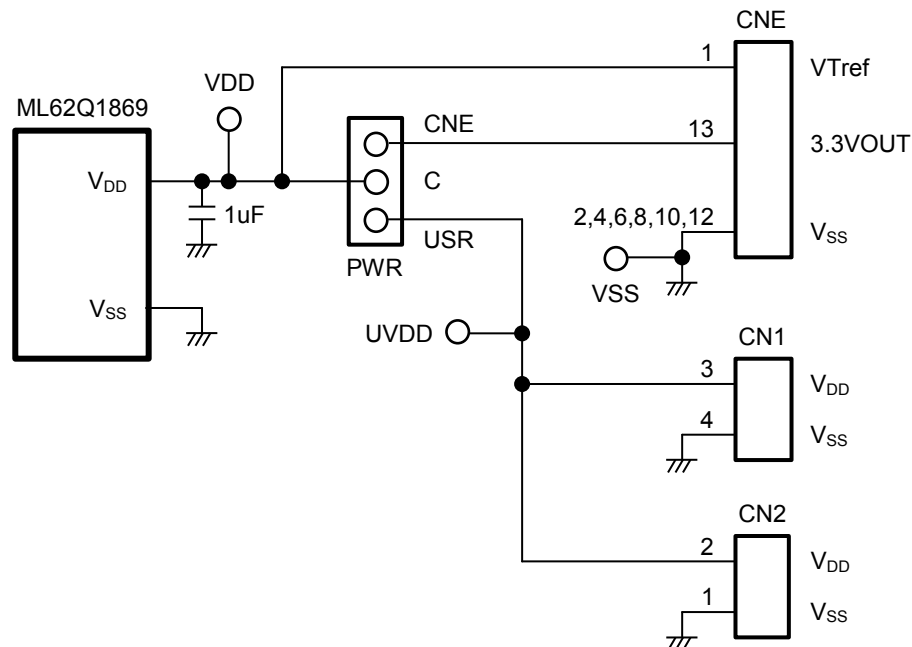 CNE
1
VTref
VDD
ML62Q1869
CNE
13
3.3VOUT
VDD
C
1uF
2,4,6,8,10,12
USR
VSS
PWR
VSS
VSS
UVDD
CN1
3
VDD
4
VSS
CN2
2
VDD
1
VSS